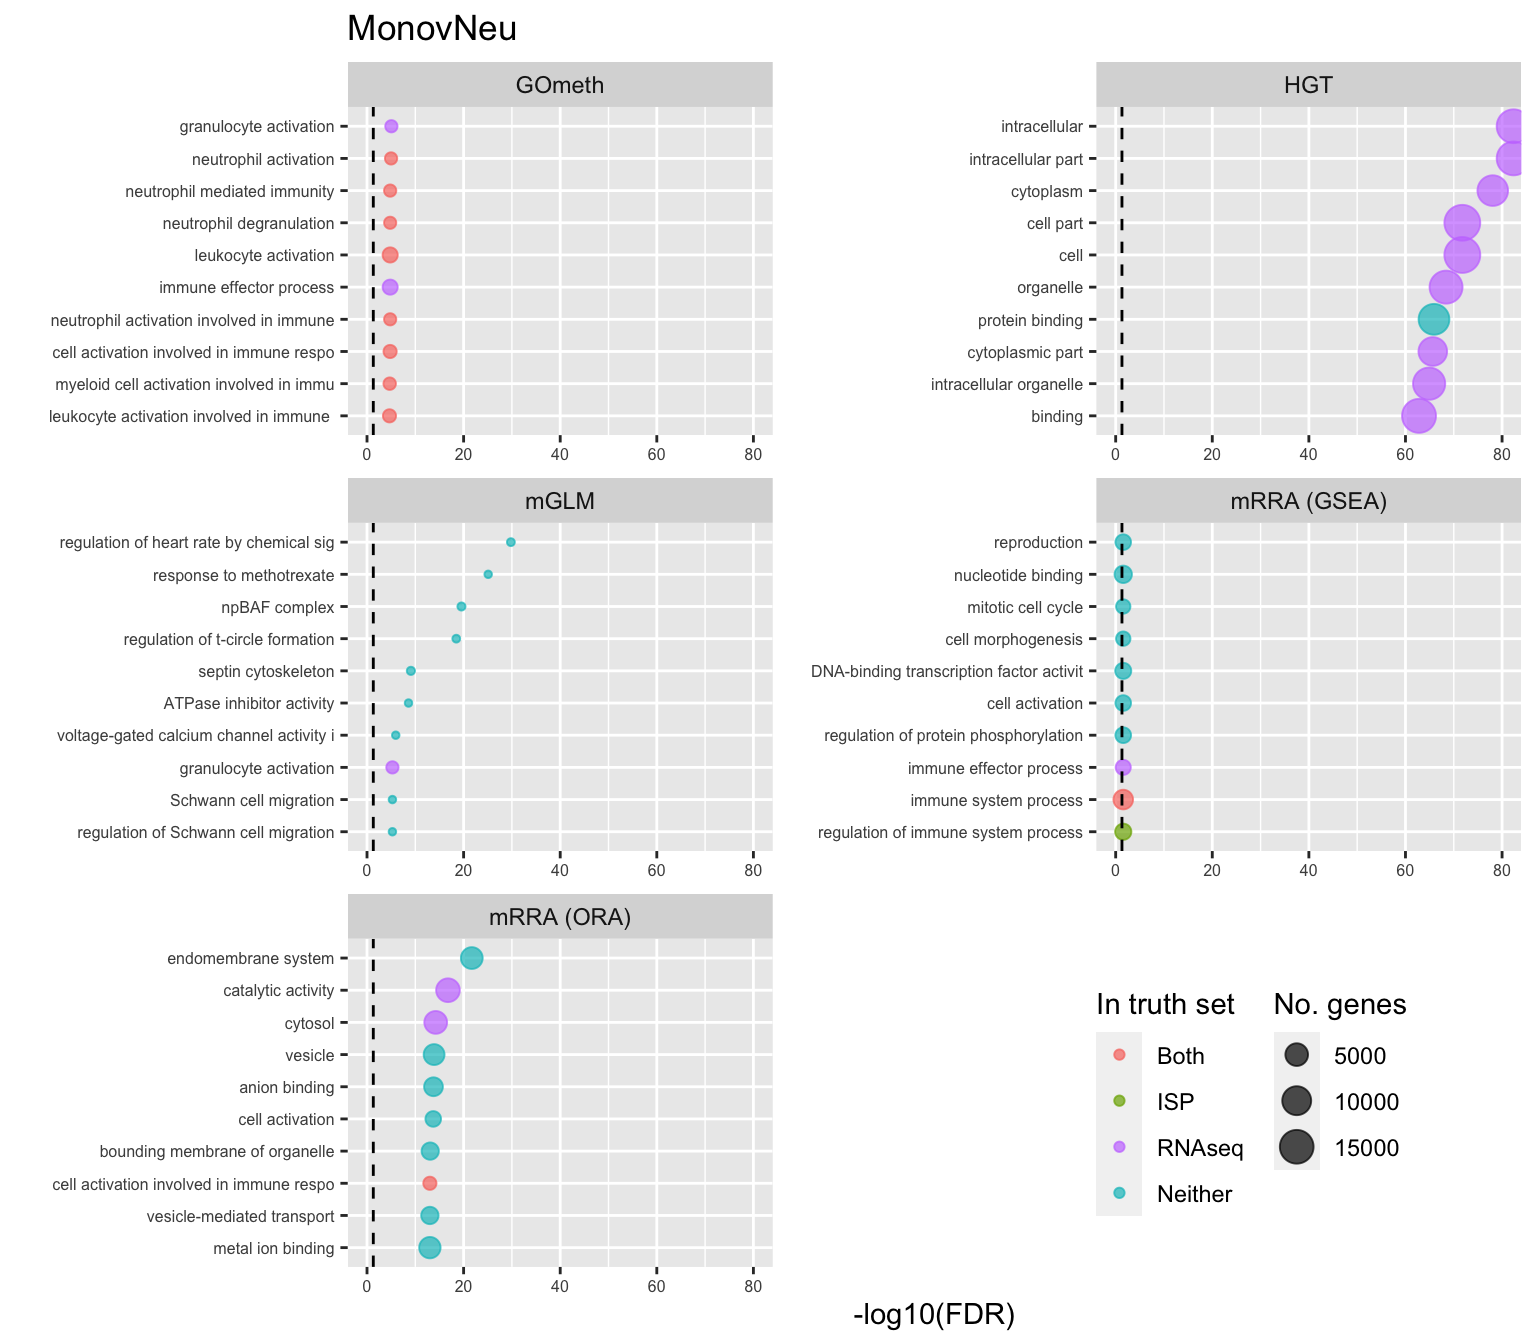 MonovNeu
GOmeth
granulocyte activation
neutrophil activation
neutrophil mediated immunity
neutrophil degranulation
leukocyte activation
immune effector process
neutrophil activation involved in immune
cell activation involved in immune respo
myeloid cell activation involved in immu
leukocyte activation involved in immune
0 20 40 60 80
HGT
intracellular
intracellular part
cytoplasm
cell part
cell
organelle
protein binding
cytoplasmic part
intracellular organelle
binding
0 20 40 60 80
mGLM
regulation of heart rate by chemical sig
response to methotrexate
npBAF complex
regulation of t-circle formation
septin cytoskeleton
ATPase inhibitor activity
voltage-gated calcium channel activity i
granulocyte activation
Schwann cell migration
regulation of Schwann cell migration
0 20 40 60 80
mRRA (GSEA)
reproduction
nucleotide binding
mitotic cell cycle
cell morphogenesis
DNA-binding transcription factor activit
cell activation
regulation of protein phosphorylation
immune effector process
immune system process
regulation of immune system process
0 20 40 60 80
mRRA (ORA)
endomembrane system
catalytic activity
cytosol
vesicle
anion binding
cell activation
bounding membrane of organelle
cell activation involved in immune respo
vesicle-mediated transport
metal ion binding
0 20 40 60 80
In truth set
Both
ISP
RNAseq
Neither
No. genes
5000
10000
15000
-log10(FDR)